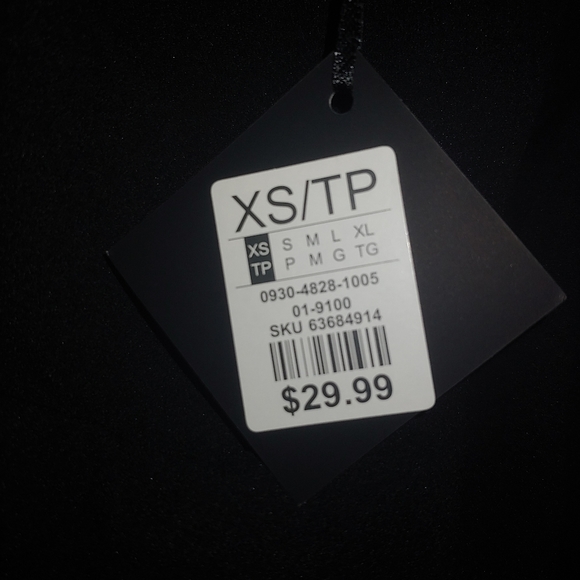 XS/TP
XS S M L XL
TP P M G TG
0930-4828-1005
01-9100
SKU 63684914
$29.99